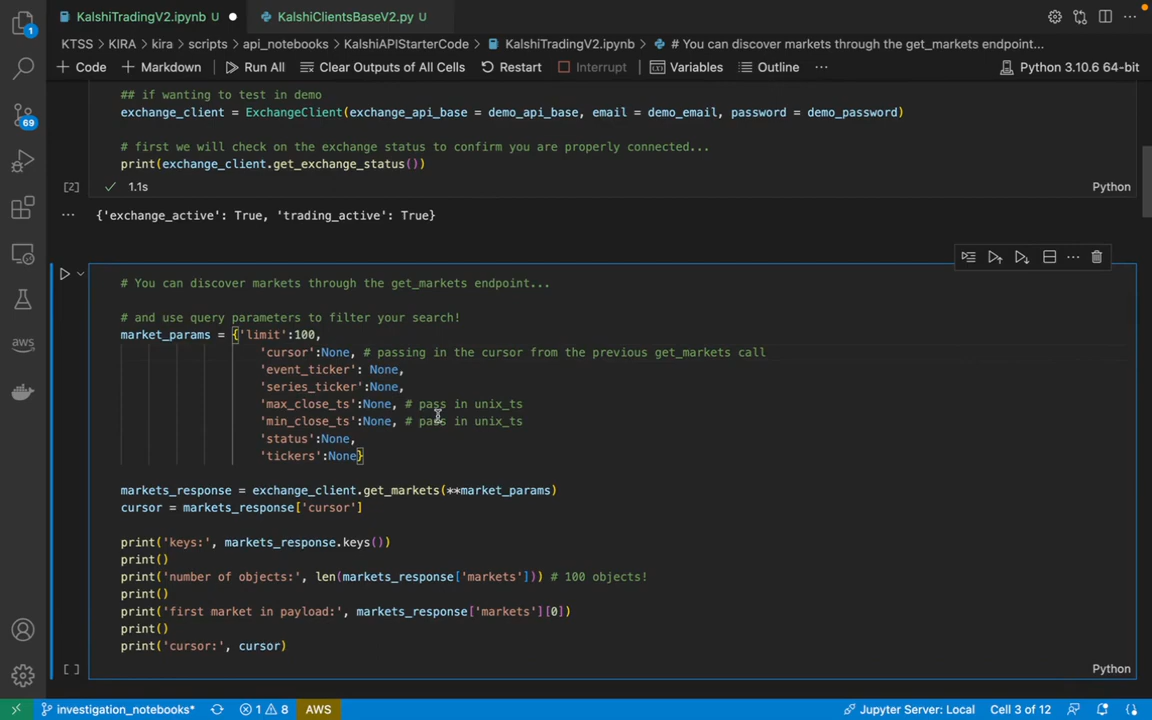 KalshiTradingV2.ipynb U
KalshiClientsBaseV2.py U
KTSS > KIRA > kira > scripts > api_notebooks > KalshiAPIStarterCode > KalshiTradingV2.ipynb > # You can discover markets through the get_markets endpoint...
+ Code + Markdown Run All Clear Outputs of All Cells Restart Interrupt Variables Outline ... Python 3.10.6 64-bit
## if wanting to test in demo
exchange_client = ExchangeClient(exchange_api_base = demo_api_base, email = demo_email, password = demo_password)
# first we will check on the exchange status to confirm you are properly connected...
print(exchange_client.get_exchange_status())
[2] ✓ 1.1s Python
... {'exchange_active': True, 'trading_active': True}
# You can discover markets through the get_markets endpoint...
# and use query parameters to filter your search!
market_params = {'limit':100,
'cursor':None, # passing in the cursor from the previous get_markets call
'event_ticker': None,
'series_ticker':None,
'max_close_ts':None, # pass in unix_ts
'min_close_ts':None, # pass in unix_ts
'status':None,
'tickers':None}
markets_response = exchange_client.get_markets(**market_params)
cursor = markets_response['cursor']
print('keys:', markets_response.keys())
print()
print('number of objects:', len(markets_response['markets'])) # 100 objects!
print()
print('first market in payload:', markets_response['markets'][0])
print()
print('cursor:', cursor)
[ ] Python
1
69
aws
investigation_notebooks* 1 8 AWS Jupyter Server: Local Cell 3 of 12